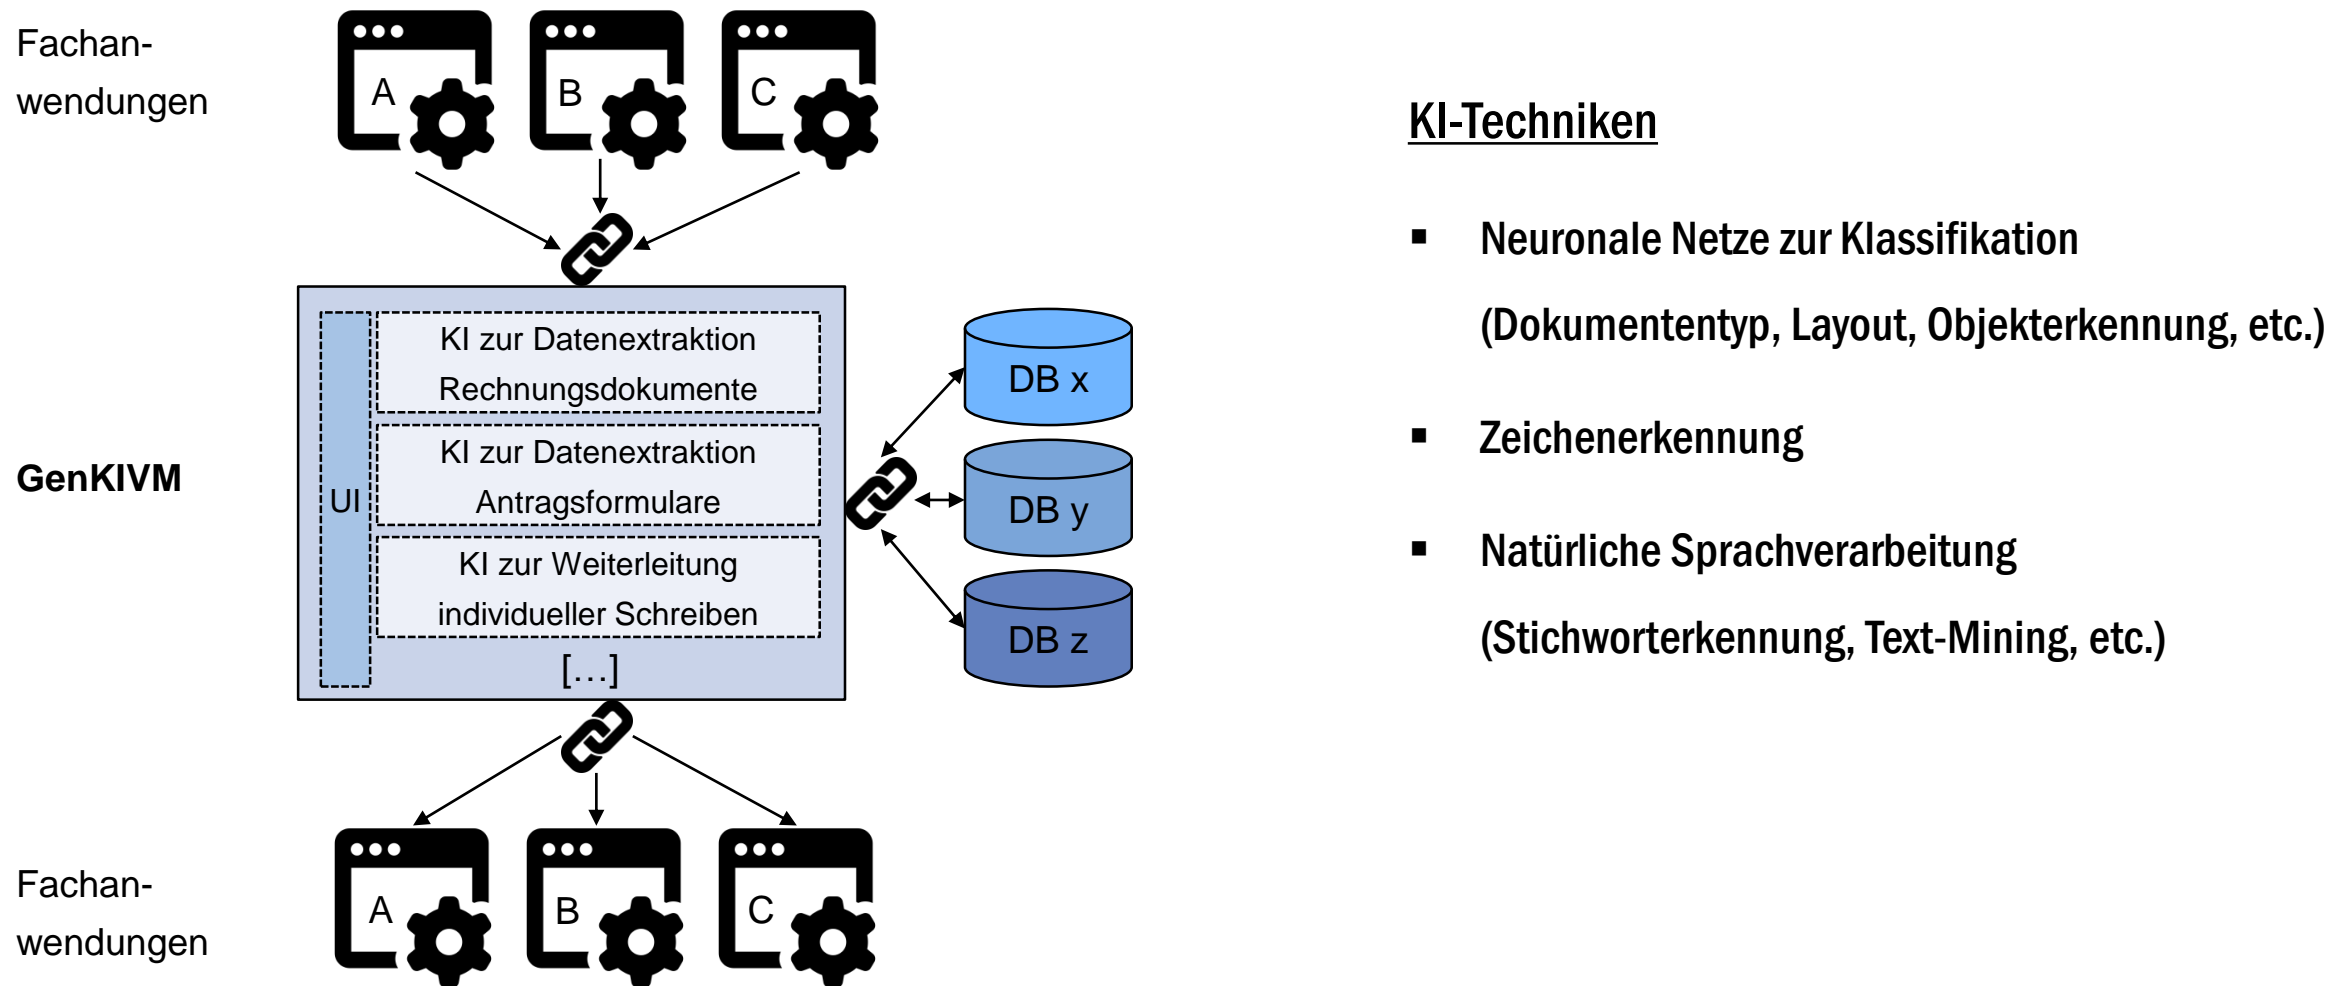 Fachan-
wendungen
A
B
C
GenKIVM
UI
KI zur Datenextraktion
Rechnungsdokumente
KI zur Datenextraktion
Antragsformulare
KI zur Weiterleitung
individueller Schreiben
[…]
DB x
DB y
DB z
Fachan-
wendungen
A
B
C
KI-Techniken
▪ Neuronale Netze zur Klassifikation
(Dokumententyp, Layout, Objekterkennung, etc.)
▪ Zeichenerkennung
▪ Natürliche Sprachverarbeitung
(Stichworterkennung, Text-Mining, etc.)